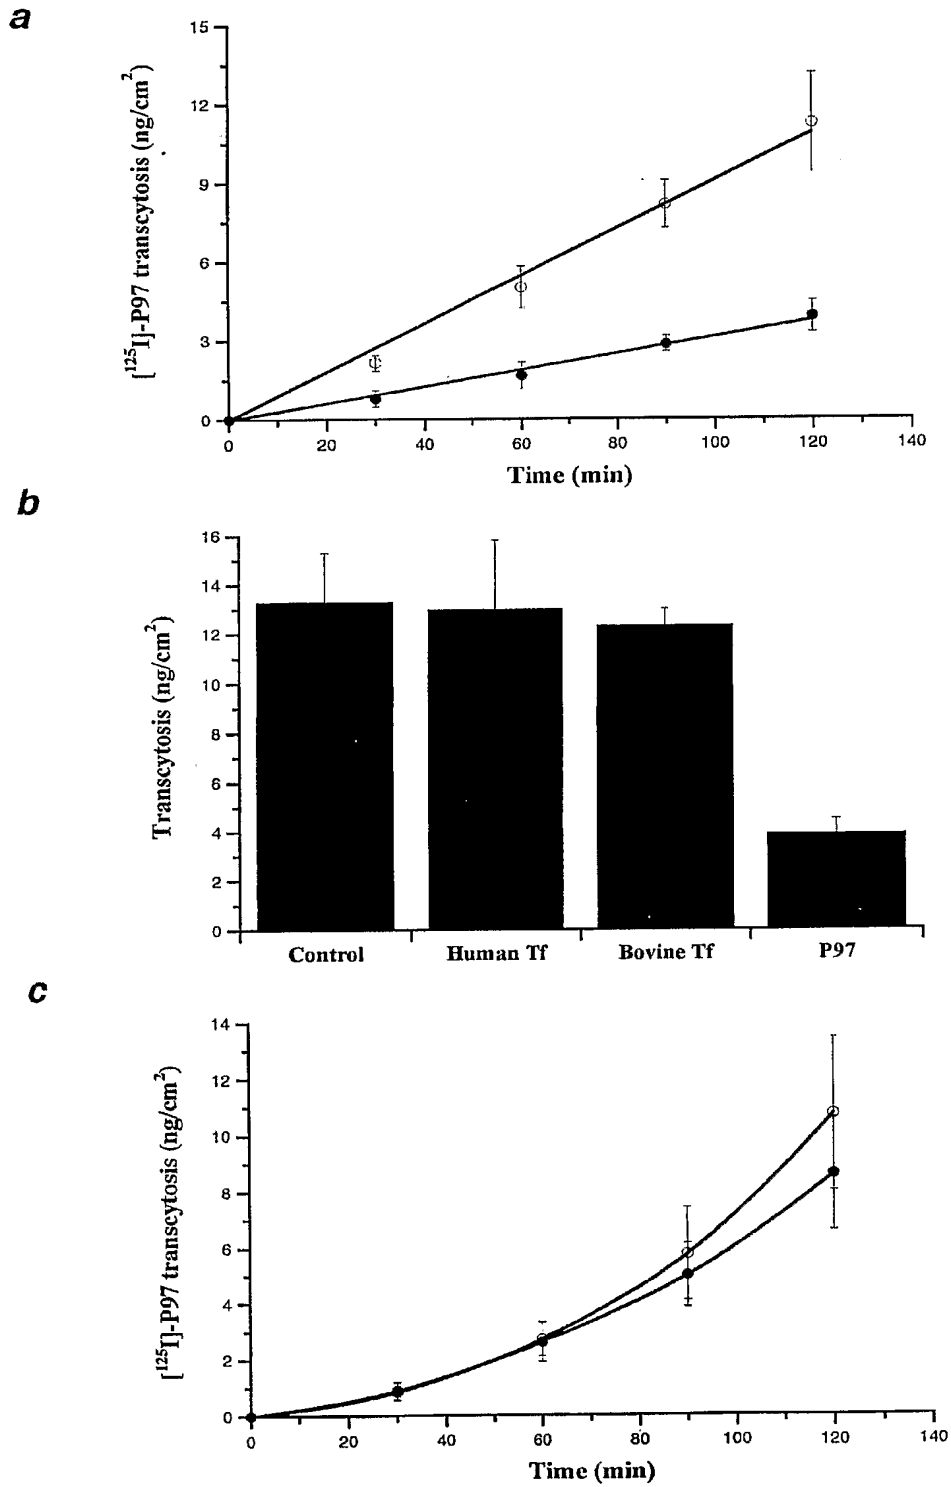 a
15
12
9
6
3
0
[¹²⁵I]-P97 transcytosis (ng/cm²)
0 20 40 60 80 100 120 140
Time (min)
b
16
14
12
10
8
6
4
2
0
Transcytosis (ng/cm²)
Control Human Tf Bovine Tf P97
c
14
12
10
8
6
4
2
0
[¹²⁵I]-P97 transcytosis (ng/cm²)
0 20 40 60 80 100 120 140
Time (min)